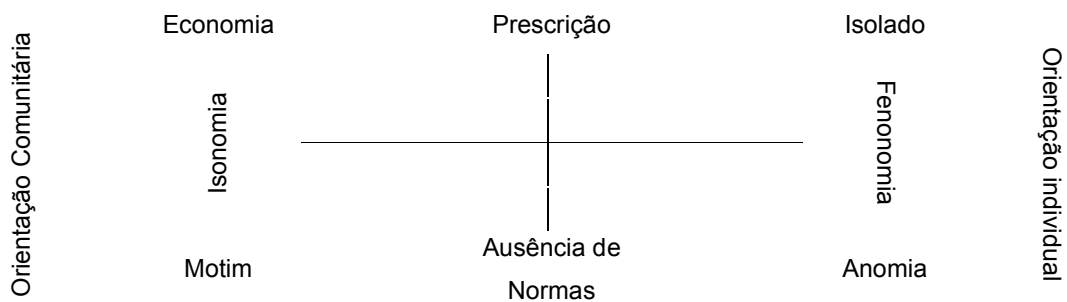 Economia
Prescrição
Isolado
Orientação Comunitária
Isonomia
Fenonomia
Orientação individual
Motim
Ausência de
Normas
Anomia